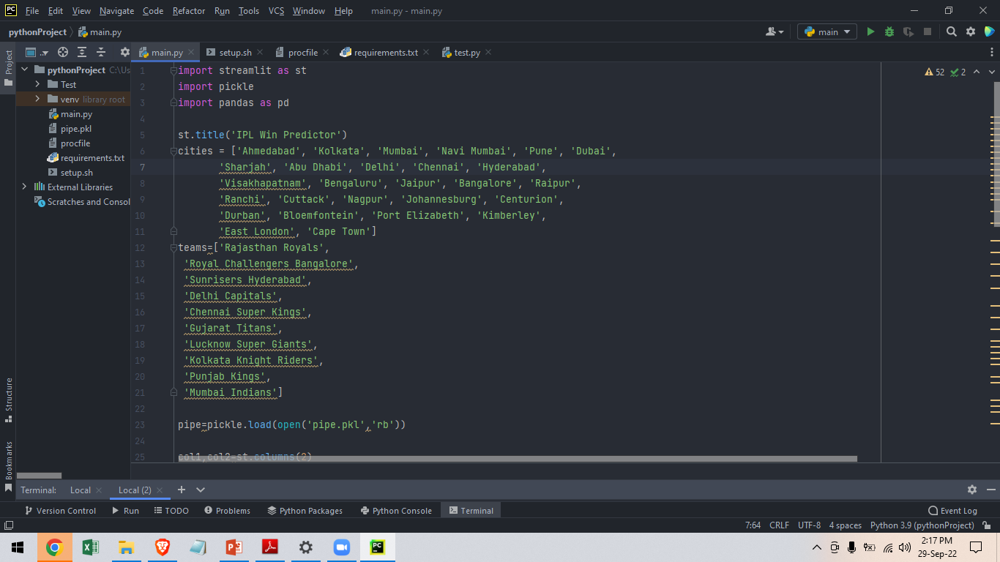 PC File Edit View Navigate Code Refactor Run Tools VCS Window Help main.py - main.py
pythonProject main.py main
Project .. main.py setup.sh procfile requirements.txt test.py
pythonProject C:\Us
Test
venv library root
main.py
pipe.pkl
procfile
requirements.txt
setup.sh
External Libraries
Scratches and Consol
Structure
Bookmarks
52 2
1 import streamlit as st
2 import pickle
3 import pandas as pd
4
5 st.title('IPL Win Predictor')
6 cities = ['Ahmedabad', 'Kolkata', 'Mumbai', 'Navi Mumbai', 'Pune', 'Dubai',
7 'Sharjah', 'Abu Dhabi', 'Delhi', 'Chennai', 'Hyderabad',
8 'Visakhapatnam', 'Bengaluru', 'Jaipur', 'Bangalore', 'Raipur',
9 'Ranchi', 'Cuttack', 'Nagpur', 'Johannesburg', 'Centurion',
10 'Durban', 'Bloemfontein', 'Port Elizabeth', 'Kimberley',
11 'East London', 'Cape Town']
12 teams=['Rajasthan Royals',
13 'Royal Challengers Bangalore',
14 'Sunrisers Hyderabad',
15 'Delhi Capitals',
16 'Chennai Super Kings',
17 'Gujarat Titans',
18 'Lucknow Super Giants',
19 'Kolkata Knight Riders',
20 'Punjab Kings',
21 'Mumbai Indians']
22
23 pipe=pickle.load(open('pipe.pkl','rb'))
24
25 col1,col2=st.columns(2)
Terminal: Local Local (2)
Version Control Run TODO Problems Python Packages Python Console Terminal Event Log
7:64 CRLF UTF-8 4 spaces Python 3.9 (pythonProject)
PC 2:17 PM
29-Sep-22